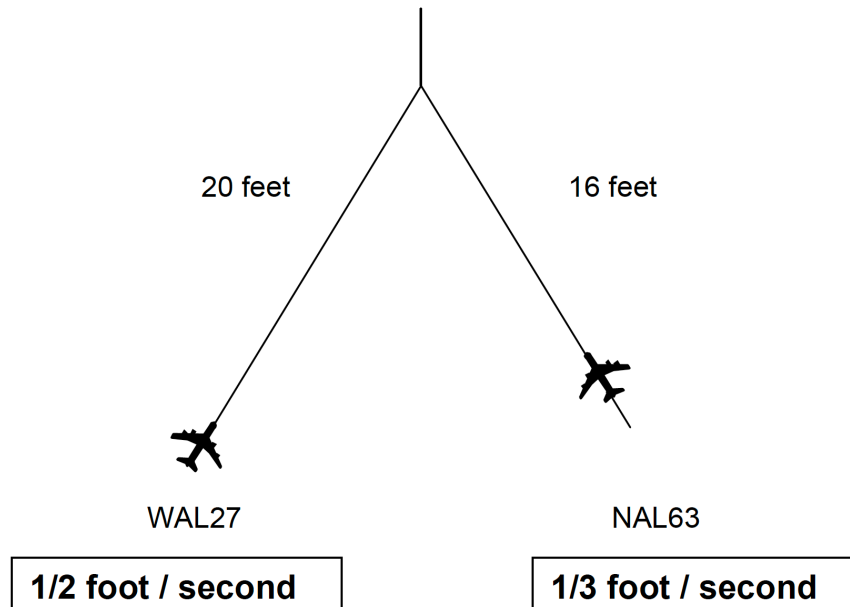 20 feet
16 feet
WAL27
NAL63
1/2 foot / second
1/3 foot / second